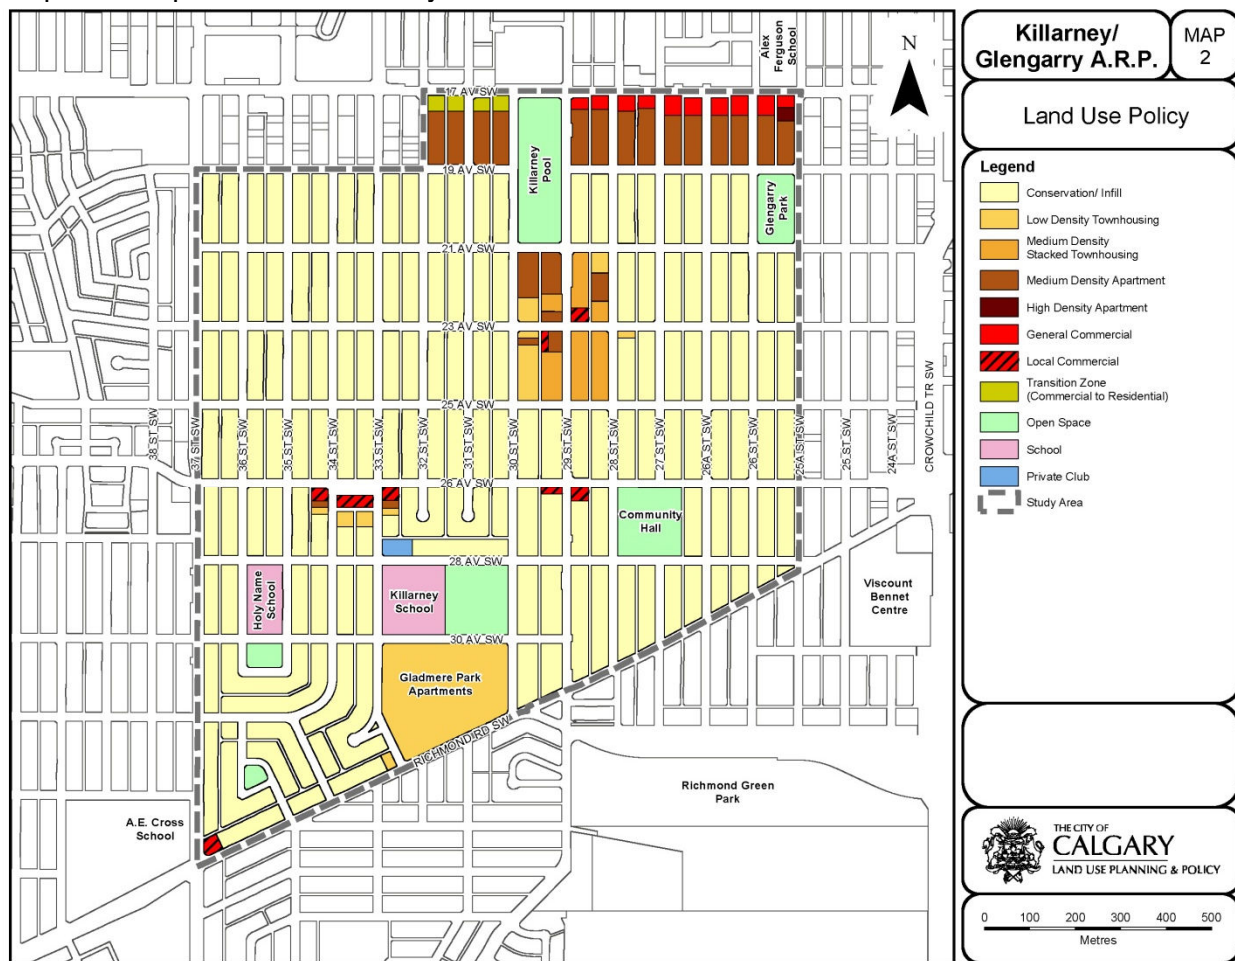 Killarney/
Glengarry A.R.P.
MAP
2
Land Use Policy
Legend
Conservation/ Infill
Low Density Townhousing
Medium Density
Stacked Townhousing
Medium Density Apartment
High Density Apartment
General Commercial
Local Commercial
Transition Zone
(Commercial to Residential)
Open Space
School
Private Club
Study Area
N
Alex
Ferguson
School
17 AV SW
Killarney
Pool
19 AV SW
Glengarry
Park
21 AV SW
23 AV SW
25 AV SW
38 ST SW
37 ST SW
36 ST SW
35 ST SW
34 ST SW
33 ST SW
32 ST SW
31 ST SW
30 ST SW
29 ST SW
28 ST SW
27 ST SW
26A ST SW
26 ST SW
25A ST SW
25 ST SW
24A ST SW
CROWCHILD TR SW
26 AV SW
Community
Hall
28 AV SW
Holy Name
School
Killarney
School
Viscount
Bennet
Centre
30 AV SW
Gladmere Park
Apartments
RICHMOND RD SW
Richmond Green
Park
A.E. Cross
School
THE CITY OF
CALGARY
LAND USE PLANNING & POLICY
0 100 200 300 400 500
Metres